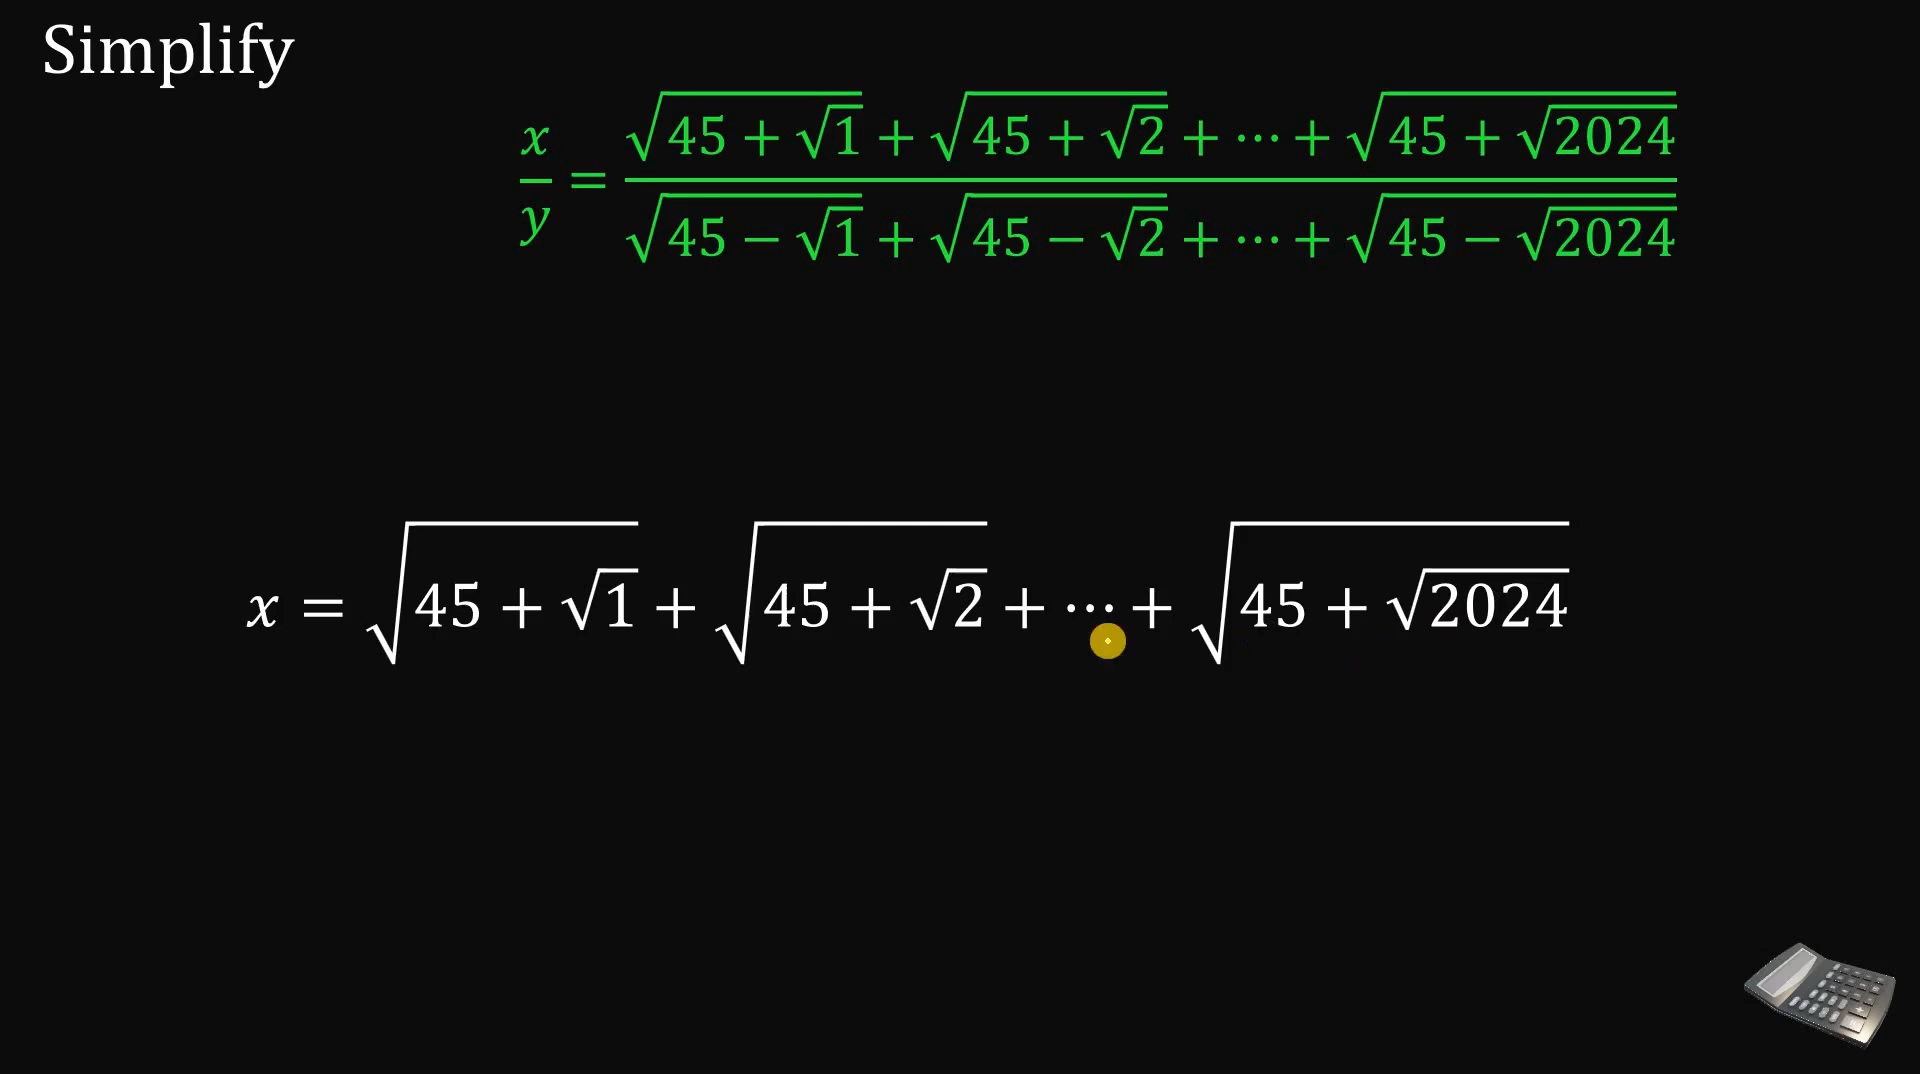 Simplify
x/y = (√(45 + √1) + √(45 + √2) + ⋯ + √(45 + √2024)) / (√(45 − √1) + √(45 − √2) + ⋯ + √(45 − √2024))
x = √(45 + √1) + √(45 + √2) + ⋯ + √(45 + √2024)